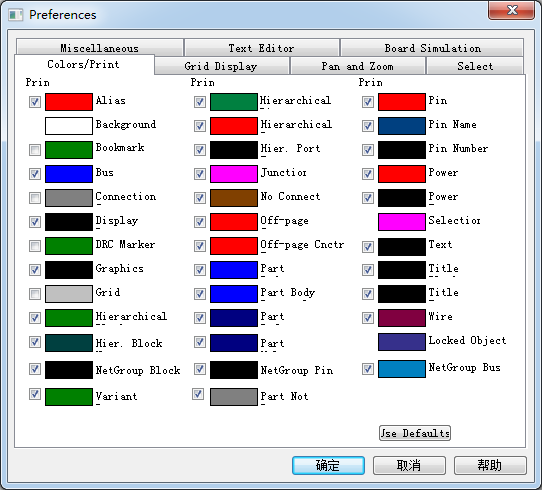 Preferences
Miscellaneous Text Editor Board Simulation
Colors/Print Grid Display Pan and Zoom Select
Prin Prin Prin
Alias Hierarchical Pin
Background Hierarchical Pin Name
Bookmark Hier. Port Pin Number
Bus Junction Power
Connection No Connect Power
Display Off-page Selection
DRC Marker Off-page Cnctr Text
Graphics Part Title
Grid Part Body Title
Hierarchical Part Wire
Hier. Block Part Locked Object
NetGroup Block NetGroup Pin NetGroup Bus
Variant Part Not
Use Defaults
确定 取消 帮助